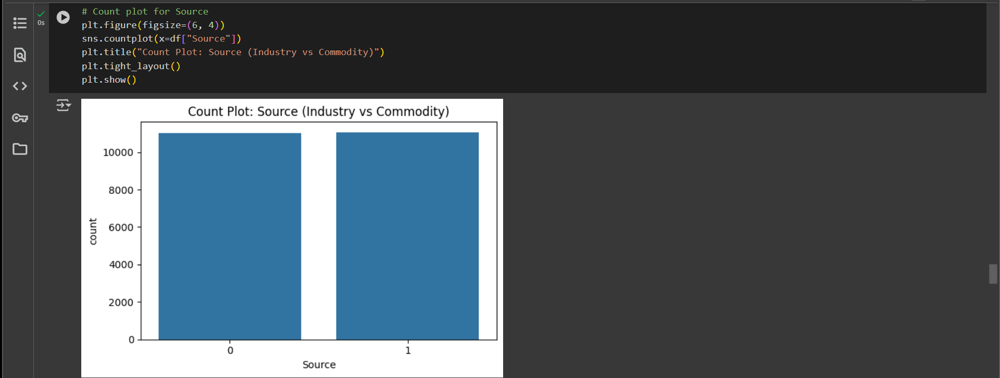 # Count plot for Source
plt.figure(figsize=(6, 4))
sns.countplot(x=df["Source"])
plt.title("Count Plot: Source (Industry vs Commodity)")
plt.tight_layout()
plt.show()
0s
Count Plot: Source (Industry vs Commodity)
10000
8000
6000
4000
2000
0
count
0 1
Source